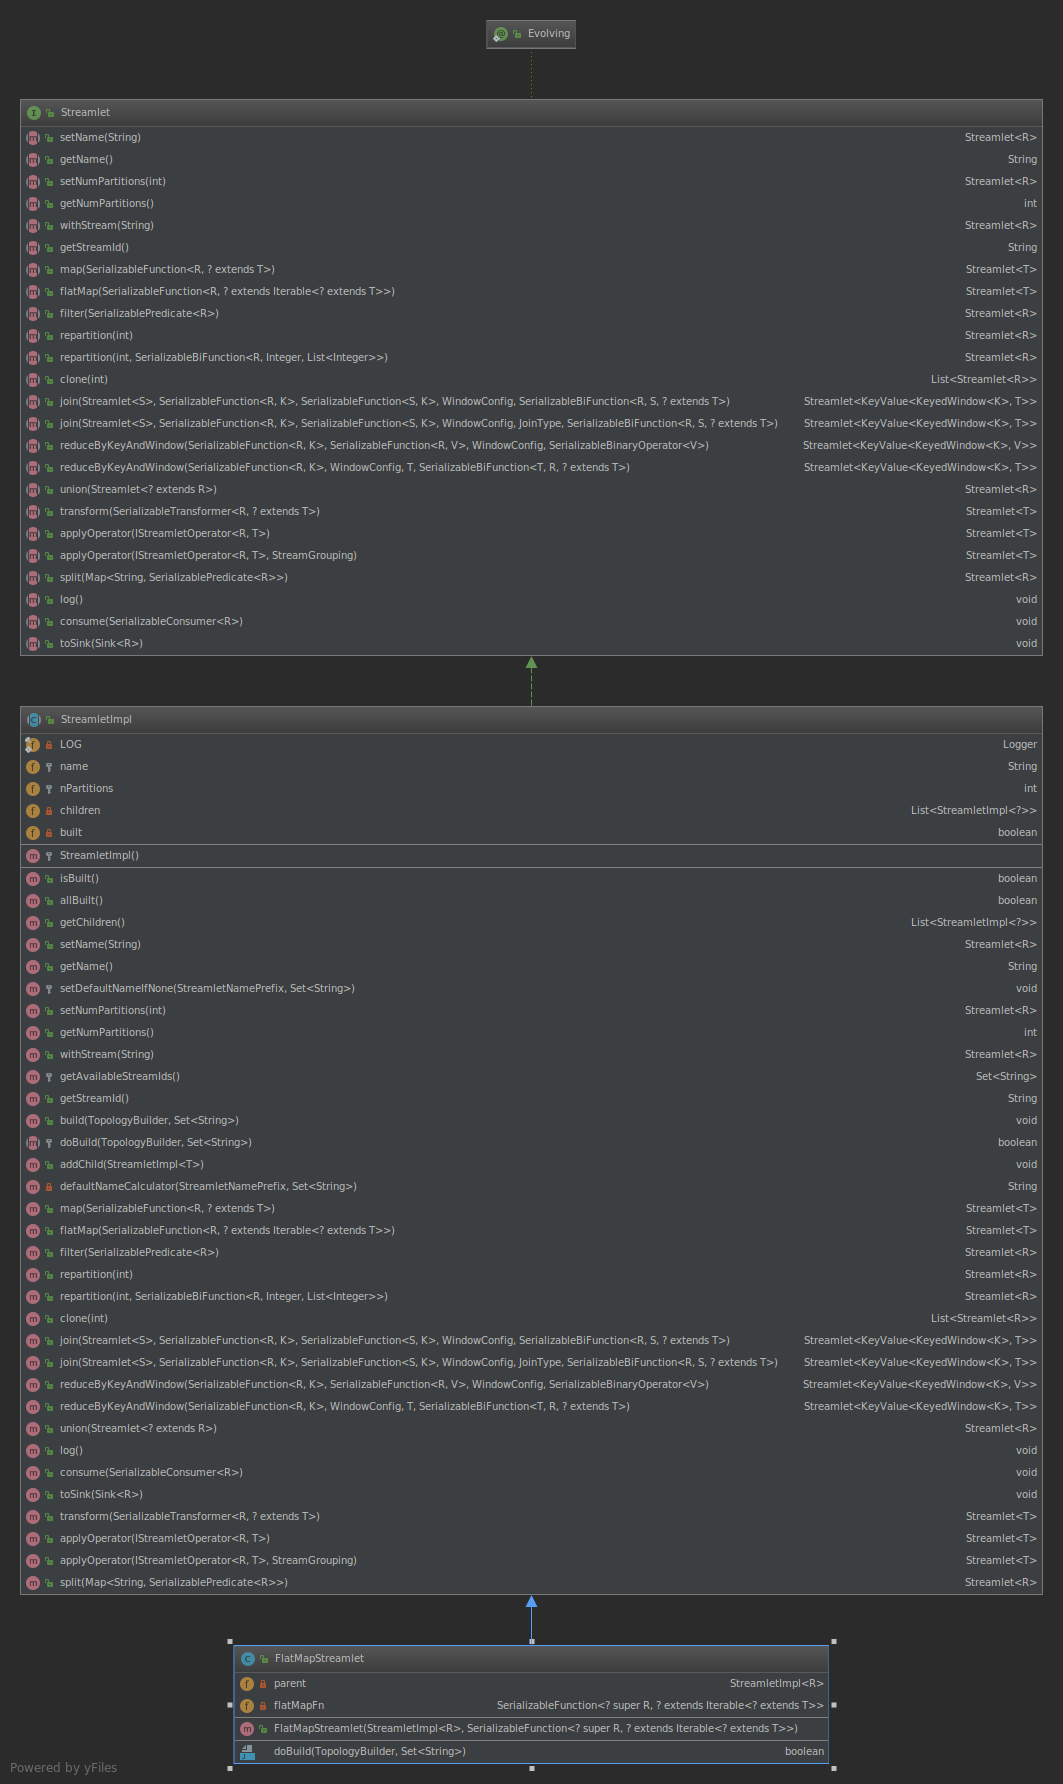 Evolving
Streamlet
setName(String) Streamlet<R>
getName() String
setNumPartitions(int) Streamlet<R>
getNumPartitions() int
withStream(String) Streamlet<R>
getStreamId() String
map(SerializableFunction<R, ? extends T>) Streamlet<T>
flatMap(SerializableFunction<R, ? extends Iterable<? extends T>>) Streamlet<T>
filter(SerializablePredicate<R>) Streamlet<R>
repartition(int) Streamlet<R>
repartition(int, SerializableBiFunction<R, Integer, List<Integer>>) Streamlet<R>
clone(int) List<Streamlet<R>>
join(Streamlet<S>, SerializableFunction<R, K>, SerializableFunction<S, K>, WindowConfig, SerializableBiFunction<R, S, ? extends T>) Streamlet<KeyValue<KeyedWindow<K>, T>>
join(Streamlet<S>, SerializableFunction<R, K>, SerializableFunction<S, K>, WindowConfig, JoinType, SerializableBiFunction<R, S, ? extends T>) Streamlet<KeyValue<KeyedWindow<K>, T>>
reduceByKeyAndWindow(SerializableFunction<R, K>, SerializableFunction<R, V>, WindowConfig, SerializableBinaryOperator<V>) Streamlet<KeyValue<KeyedWindow<K>, V>>
reduceByKeyAndWindow(SerializableFunction<R, K>, WindowConfig, T, SerializableBiFunction<T, R, ? extends T>) Streamlet<KeyValue<KeyedWindow<K>, T>>
union(Streamlet<? extends R>) Streamlet<R>
transform(SerializableTransformer<R, ? extends T>) Streamlet<T>
applyOperator(IStreamletOperator<R, T>) Streamlet<T>
applyOperator(IStreamletOperator<R, T>, StreamGrouping) Streamlet<T>
split(Map<String, SerializablePredicate<R>>) Streamlet<R>
log() void
consume(SerializableConsumer<R>) void
toSink(Sink<R>) void
StreamletImpl
LOG Logger
name String
nPartitions int
children List<StreamletImpl<?>>
built boolean
StreamletImpl()
isBuilt() boolean
allBuilt() boolean
getChildren() List<StreamletImpl<?>>
setName(String) Streamlet<R>
getName() String
setDefaultNameIfNone(StreamletNamePrefix, Set<String>) void
setNumPartitions(int) Streamlet<R>
getNumPartitions() int
withStream(String) Streamlet<R>
getAvailableStreamIds() Set<String>
getStreamId() String
build(TopologyBuilder, Set<String>) void
doBuild(TopologyBuilder, Set<String>) boolean
addChild(StreamletImpl<T>) void
defaultNameCalculator(StreamletNamePrefix, Set<String>) String
map(SerializableFunction<R, ? extends T>) Streamlet<T>
flatMap(SerializableFunction<R, ? extends Iterable<? extends T>>) Streamlet<T>
filter(SerializablePredicate<R>) Streamlet<R>
repartition(int) Streamlet<R>
repartition(int, SerializableBiFunction<R, Integer, List<Integer>>) Streamlet<R>
clone(int) List<Streamlet<R>>
join(Streamlet<S>, SerializableFunction<R, K>, SerializableFunction<S, K>, WindowConfig, SerializableBiFunction<R, S, ? extends T>) Streamlet<KeyValue<KeyedWindow<K>, T>>
join(Streamlet<S>, SerializableFunction<R, K>, SerializableFunction<S, K>, WindowConfig, JoinType, SerializableBiFunction<R, S, ? extends T>) Streamlet<KeyValue<KeyedWindow<K>, T>>
reduceByKeyAndWindow(SerializableFunction<R, K>, SerializableFunction<R, V>, WindowConfig, SerializableBinaryOperator<V>) Streamlet<KeyValue<KeyedWindow<K>, V>>
reduceByKeyAndWindow(SerializableFunction<R, K>, WindowConfig, T, SerializableBiFunction<T, R, ? extends T>) Streamlet<KeyValue<KeyedWindow<K>, T>>
union(Streamlet<? extends R>) Streamlet<R>
log() void
consume(SerializableConsumer<R>) void
toSink(Sink<R>) void
transform(SerializableTransformer<R, ? extends T>) Streamlet<T>
applyOperator(IStreamletOperator<R, T>) Streamlet<T>
applyOperator(IStreamletOperator<R, T>, StreamGrouping) Streamlet<T>
split(Map<String, SerializablePredicate<R>>) Streamlet<R>
FlatMapStreamlet
parent StreamletImpl<R>
flatMapFn SerializableFunction<? super R, ? extends Iterable<? extends T>>
FlatMapStreamlet(StreamletImpl<R>, SerializableFunction<? super R, ? extends Iterable<? extends T>>)
doBuild(TopologyBuilder, Set<String>) boolean
Powered by yFiles